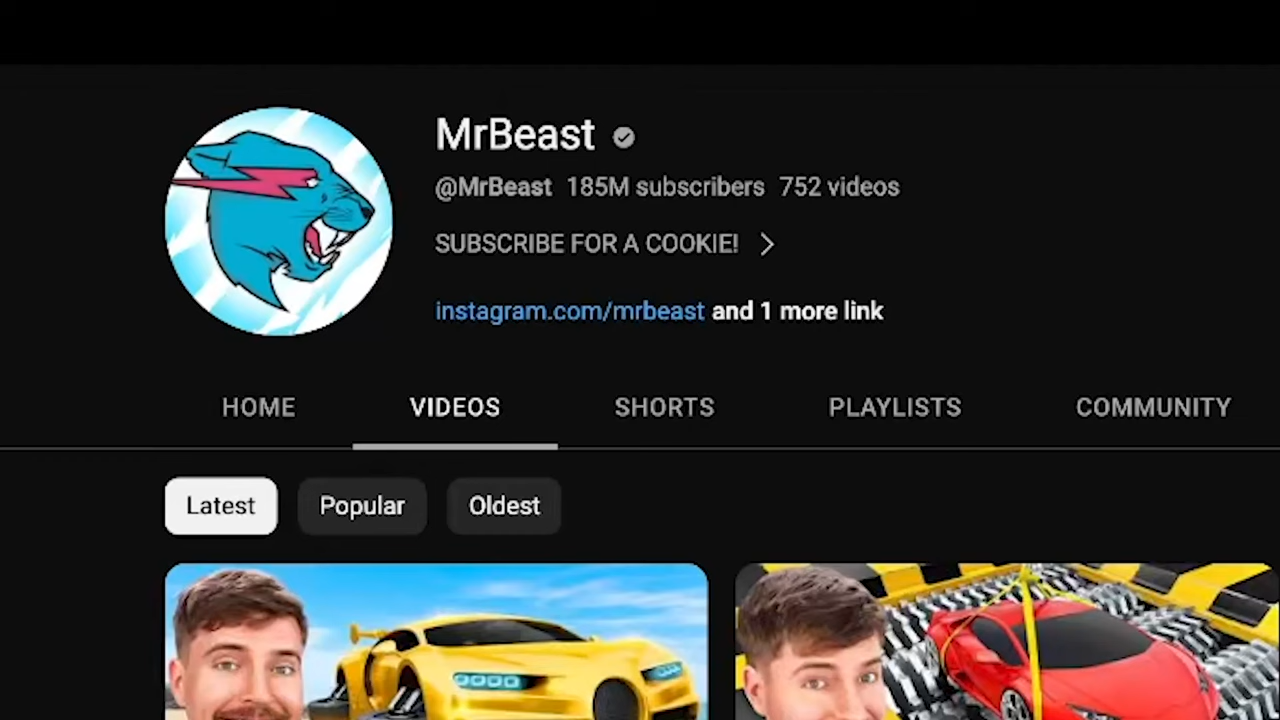 MrBeast
@MrBeast 185M subscribers 752 videos
SUBSCRIBE FOR A COOKIE!
instagram.com/mrbeast and 1 more link
HOME VIDEOS SHORTS PLAYLISTS COMMUNITY
Latest Popular Oldest